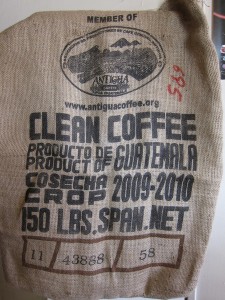 MEMBER OF
ANTIGUA
www.antiguacoffee.org
569
CLEAN COFFEE
PRODUCTO DE GUATEMALA
PRODUCT OF
COSECHA 2009-2010
CROP
150 LBS. SPAN. NET
11 43888 58